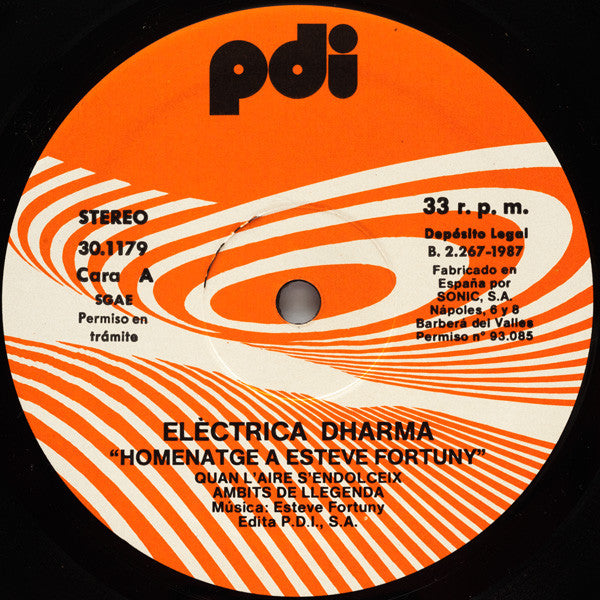 pdi
STEREO
30.1179
Cara A
SGAE
Permiso en
trámite
33 r. p. m.
Depósito Legal
B. 2.267-1987
Fabricado en
España por
SONIC, S.A.
Nápoles, 6 y 8
Barberá del Valles
Permiso n° 93.085
ELÈCTRICA DHARMA
“HOMENATGE A ESTEVE FORTUNY”
QUAN L'AIRE S'ENDOLCEIX
AMBITS DE LLEGENDA
Música: Esteve Fortuny
Edita P.D.I., S.A.